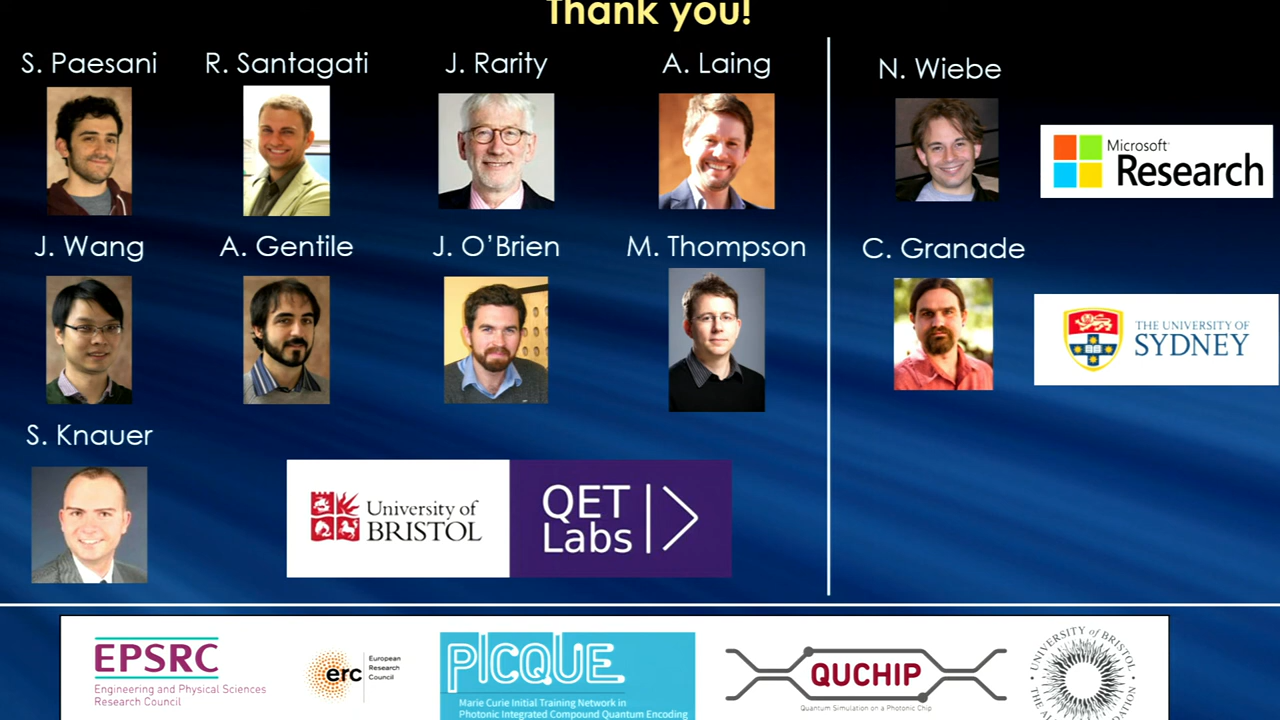 Thank you!
S. Paesani
R. Santagati
J. Rarity
A. Laing
N. Wiebe
Microsoft
Research
J. Wang
A. Gentile
J. O'Brien
M. Thompson
C. Granade
THE UNIVERSITY OF
SYDNEY
S. Knauer
University of
BRISTOL
QET
Labs
EPSRC
Engineering and Physical Sciences
Research Council
erc
European
Research
Council
PICQUE
Marie Curie Initial Training Network in
Photonic Integrated Compound Quantum Encoding
QUCHIP
Quantum Simulation on a Photonic Chip
UNIVERSITY OF BRISTOL